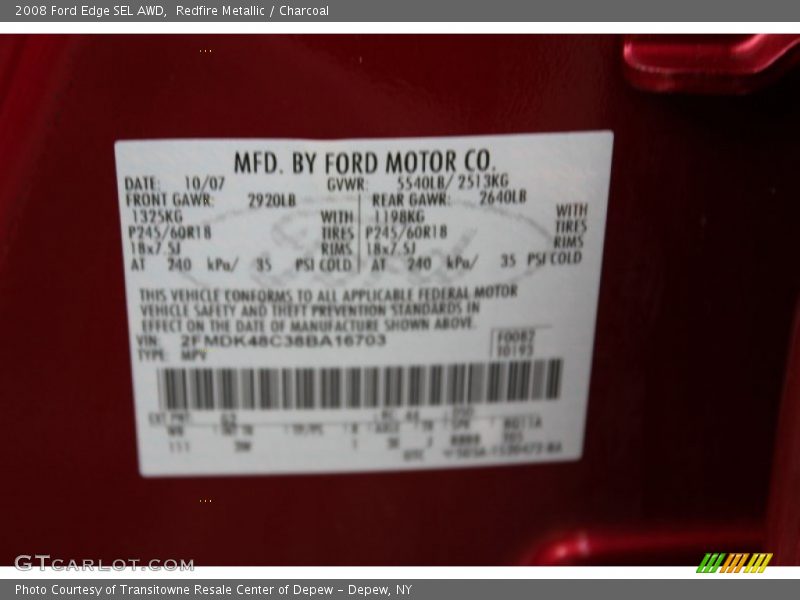 2008 Ford Edge SEL AWD, Redfire Metallic / Charcoal
MFD. BY FORD MOTOR CO.
DATE: 10/07 GVWR: 5540LB/ 2513KG
FRONT GAWR: 2920LB REAR GAWR: 2640LB
1325KG WITH 1198KG WITH
P245/60R18 TIRES P245/60R18 TIRES
18x7.5J RIMS 18x7.5J RIMS
AT 240 kPa/ 35 PSI COLD AT 240 kPa/ 35 PSI COLD
THIS VEHICLE CONFORMS TO ALL APPLICABLE FEDERAL MOTOR
VEHICLE SAFETY AND THEFT PREVENTION STANDARDS IN
EFFECT ON THE DATE OF MANUFACTURE SHOWN ABOVE.
VIN: 2FMDK48C38BA16703 F0082
TYPE: MPV T0193
EXT PNT:
GTCARLOT.COM
Photo Courtesy of Transitowne Resale Center of Depew – Depew, NY